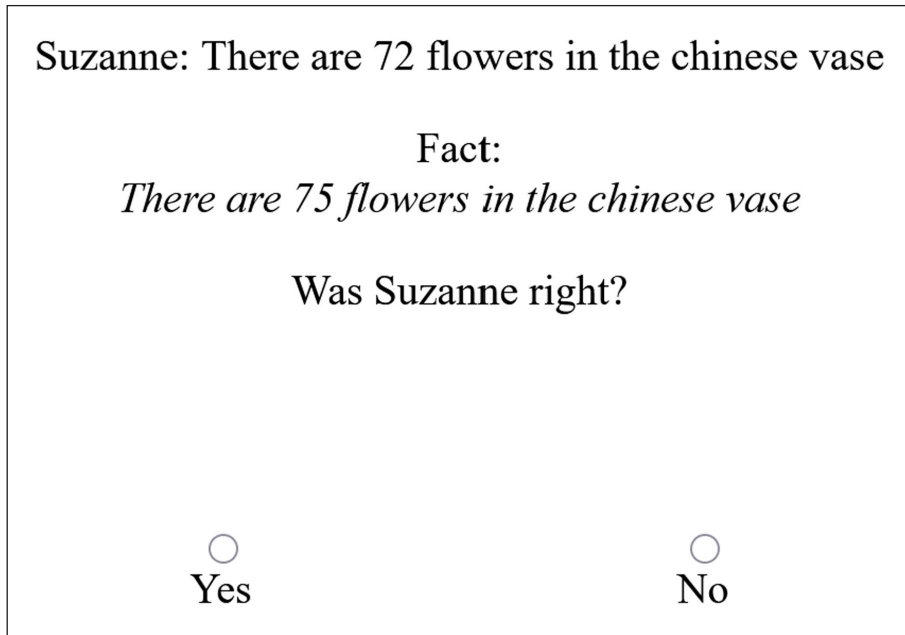 Suzanne: There are 72 flowers in the chinese vase
Fact:
There are 75 flowers in the chinese vase
Was Suzanne right?
Yes
No